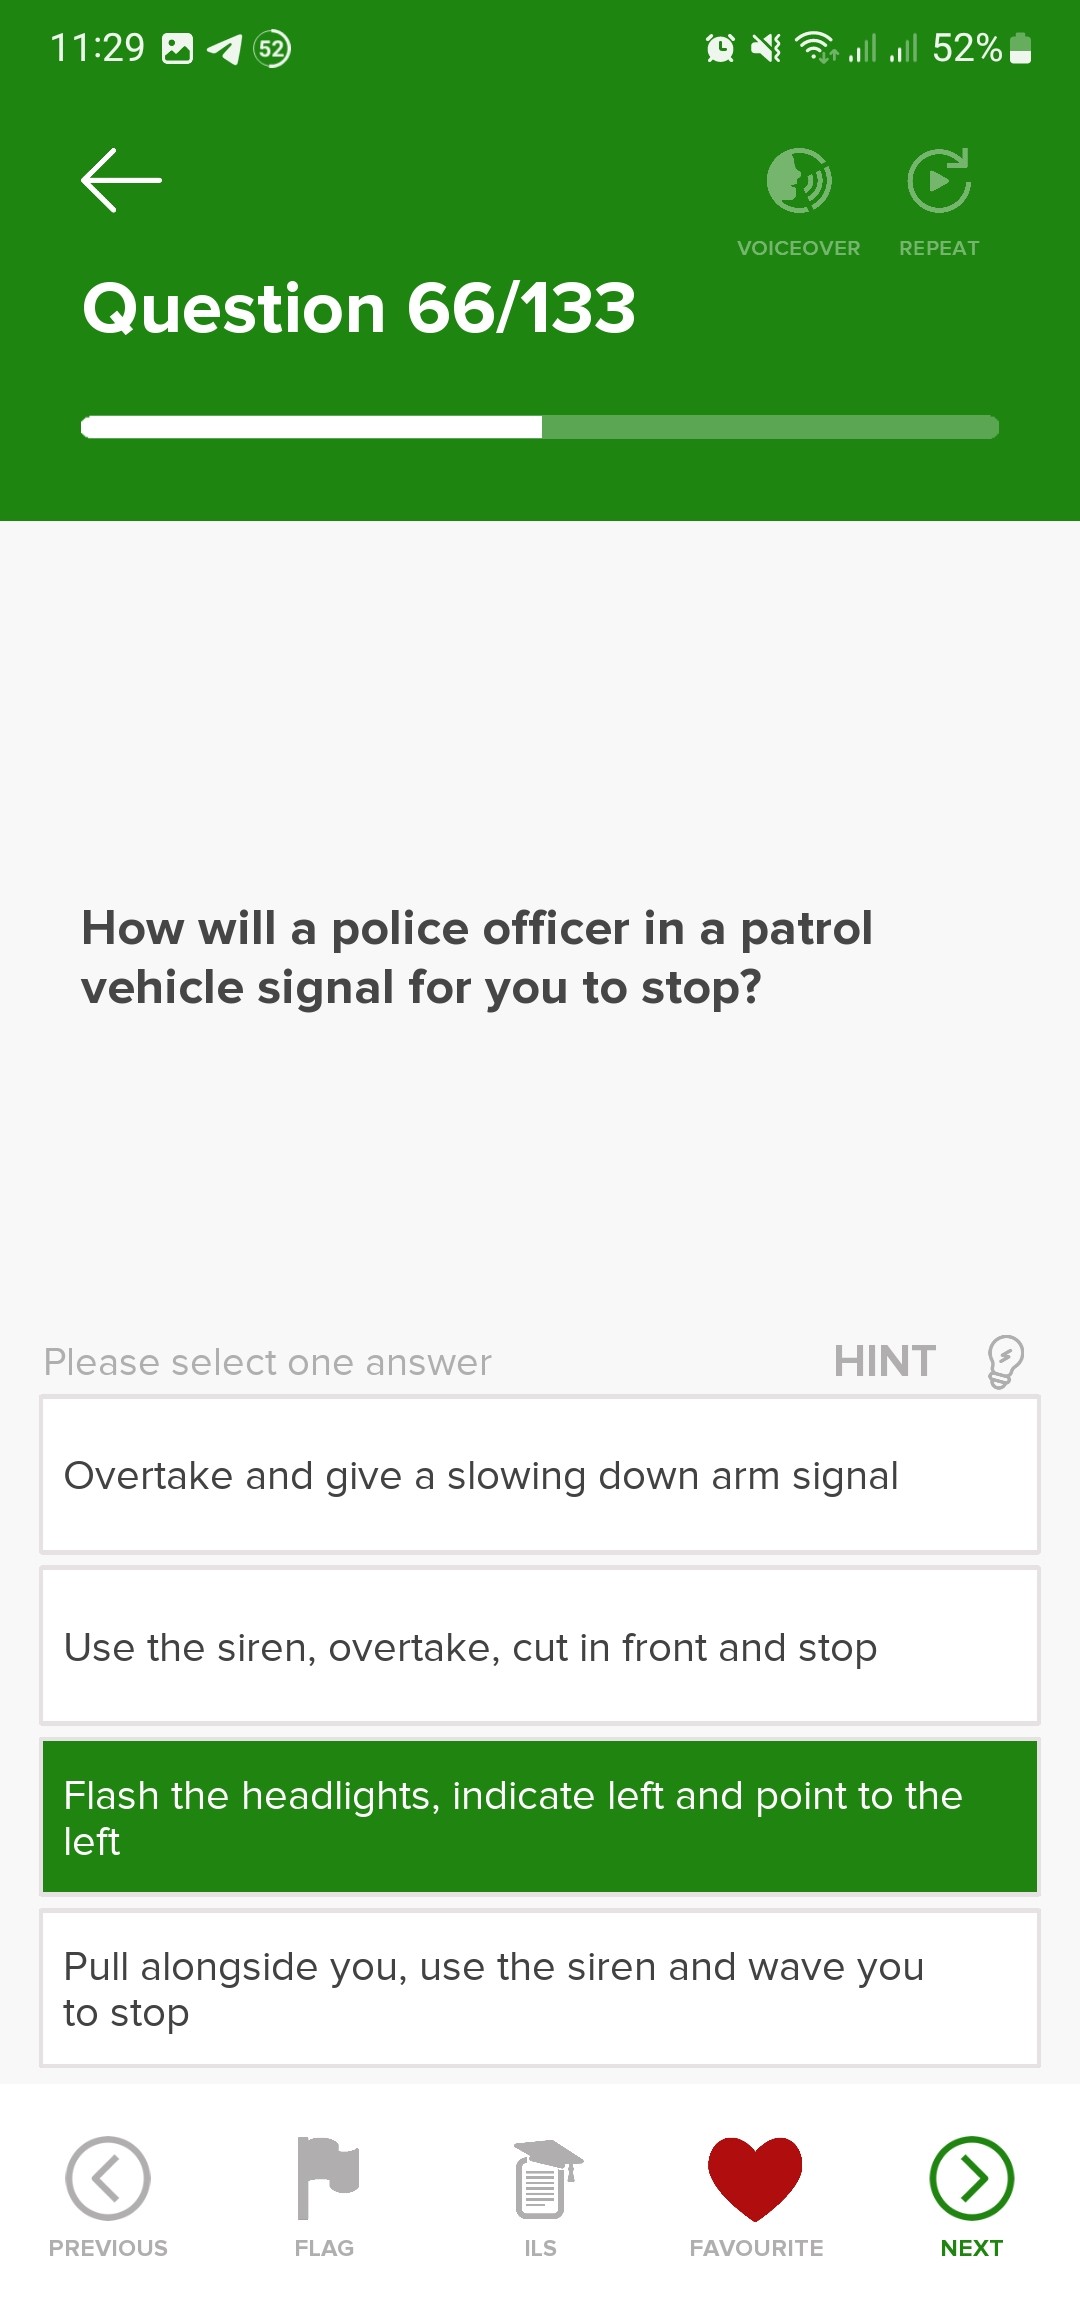 11:29 52 52%
VOICEOVER REPEAT
Question 66/133
How will a police officer in a patrol
vehicle signal for you to stop?
Please select one answer HINT
Overtake and give a slowing down arm signal
Use the siren, overtake, cut in front and stop
Flash the headlights, indicate left and point to the
left
Pull alongside you, use the siren and wave you
to stop
PREVIOUS FLAG ILS FAVOURITE NEXT